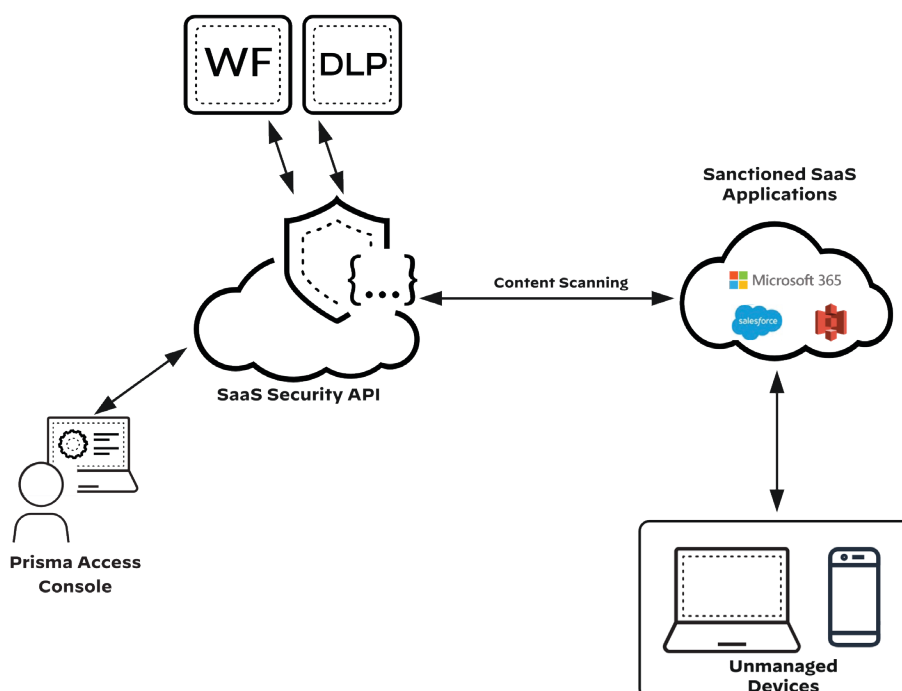 WF
DLP
Sanctioned SaaS
Applications
Microsoft 365
salesforce
{...}
Content Scanning
SaaS Security API
Prisma Access
Console
Unmanaged
Devices